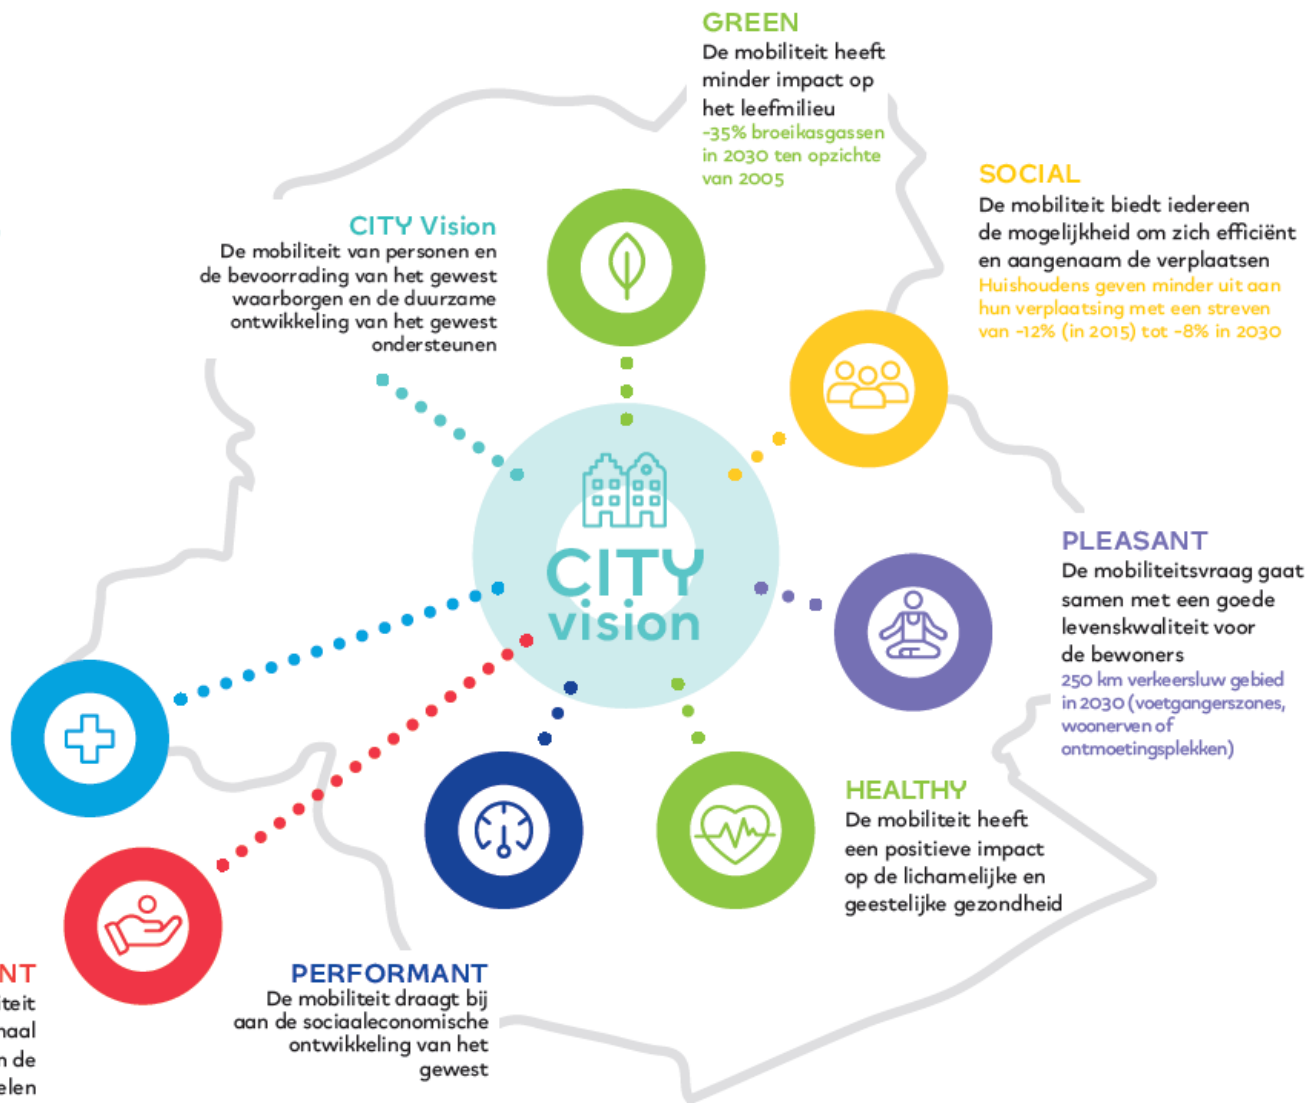 GREEN
De mobiliteit heeft
minder impact op
het leefmilieu
-35% broeikasgassen
in 2030 ten opzichte
van 2005
SOCIAL
De mobiliteit biedt iedereen
de mogelijkheid om zich efficiënt
en aangenaam de verplaatsen
Huishoudens geven minder uit aan
hun verplaatsing met een streven
van -12% (in 2015) tot -8% in 2030
CITY Vision
De mobiliteit van personen en
de bevoorrading van het gewest
waarborgen en de duurzame
ontwikkeling van het gewest
ondersteunen
CITY
vision
PLEASANT
De mobiliteitsvraag gaat
samen met een goede
levenskwaliteit voor
de bewoners
250 km verkeersluw gebied
in 2030 (voetgangerszones,
woonerven of
ontmoetingsplekken)
HEALTHY
De mobiliteit heeft
een positieve impact
op de lichamelijke en
geestelijke gezondheid
PERFORMANT
De mobiliteit draagt bij
aan de sociaaleconomische
ontwikkeling van het
gewest
NT
iteit
naal
n de
elen